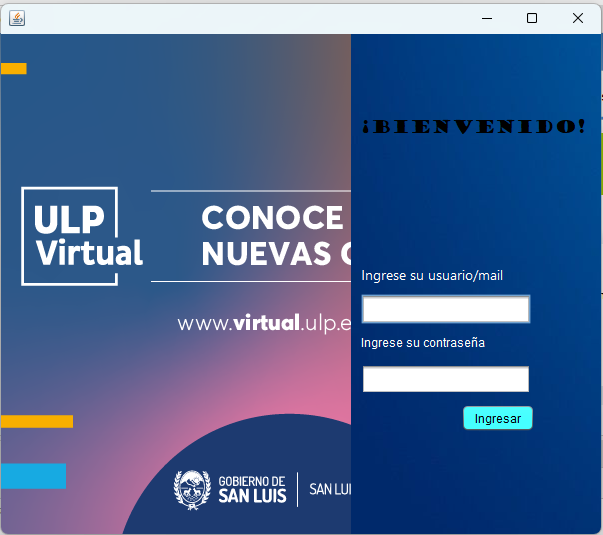 ULP
Virtual
CONOCE
NUEVAS
www.virtual.ulp.e
GOBIERNO DE
SAN LUIS
SAN LUI
¡BIENVENIDO!
Ingrese su usuario/mail
Ingrese su contraseña
Ingresar